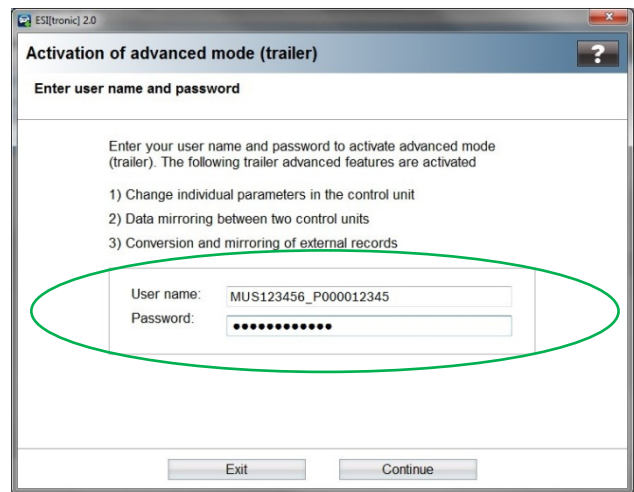 ESI[tronic] 2.0
Activation of advanced mode (trailer)
?
Enter user name and password
Enter your user name and password to activate advanced mode
(trailer). The following trailer advanced features are activated
1) Change individual parameters in the control unit
2) Data mirroring between two control units
3) Conversion and mirroring of external records
User name: MUS123456_P000012345
Password: ●●●●●●●●●●●●
Exit Continue